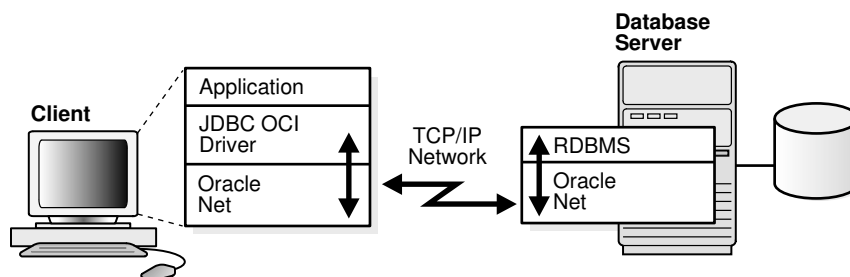 Database
Server
Client
Application
JDBC OCI
Driver
Oracle
Net
TCP/IP
Network
RDBMS
Oracle
Net